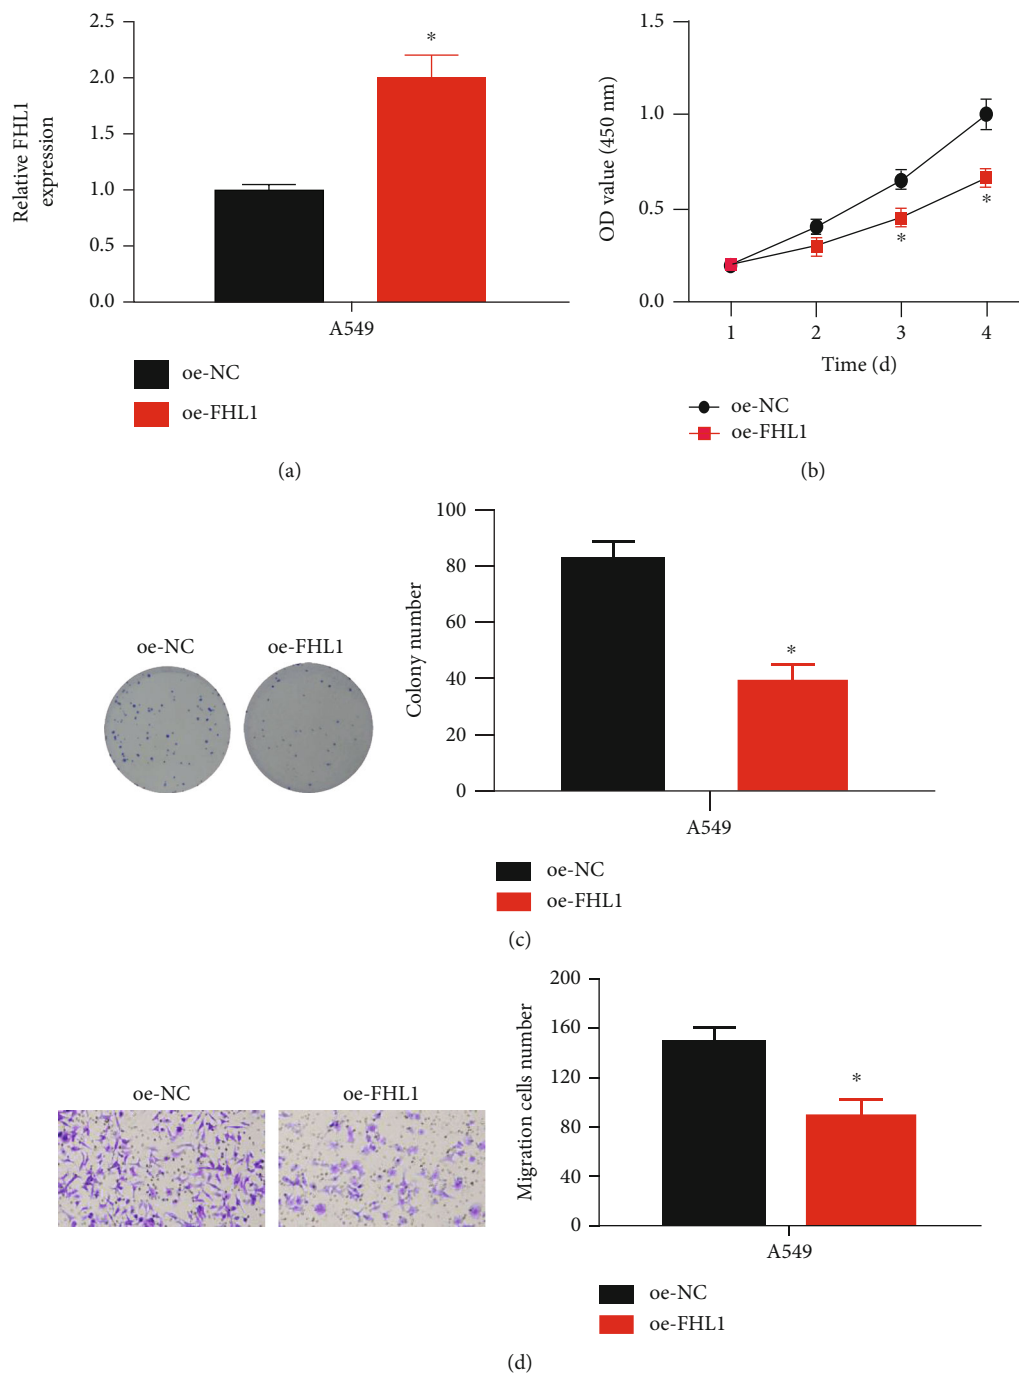 2.5
2.0
1.5
1.0
0.5
0.0
Relative FHL1
expression
*
A549
oe-NC
oe-FHL1
(a)
1.5
1.0
0.5
0.0
OD value (450 nm)
*
*
1 2 3 4
Time (d)
oe-NC
oe-FHL1
(b)
oe-NC oe-FHL1
100
80
60
40
20
0
Colony number
*
A549
oe-NC
oe-FHL1
(c)
oe-NC oe-FHL1
200
160
120
80
40
0
Migration cells number
*
A549
oe-NC
oe-FHL1
(d)